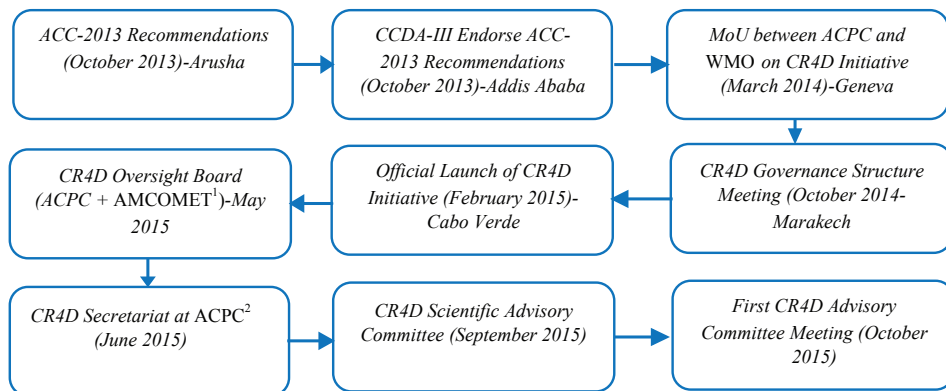 ACC-2013 Recommendations
(October 2013)-Arusha
CCDA-III Endorse ACC-
2013 Recommendations
(October 2013)-Addis Ababa
MoU between ACPC and
WMO on CR4D Initiative
(March 2014)-Geneva
CR4D Governance Structure
Meeting (October 2014-
Marakech
Official Launch of CR4D
Initiative (February 2015)-
Cabo Verde
CR4D Oversight Board
(ACPC + AMCOMET¹)-May
2015
CR4D Secretariat at ACPC²
(June 2015)
CR4D Scientific Advisory
Committee (September 2015)
First CR4D Advisory
Committee Meeting (October
2015)